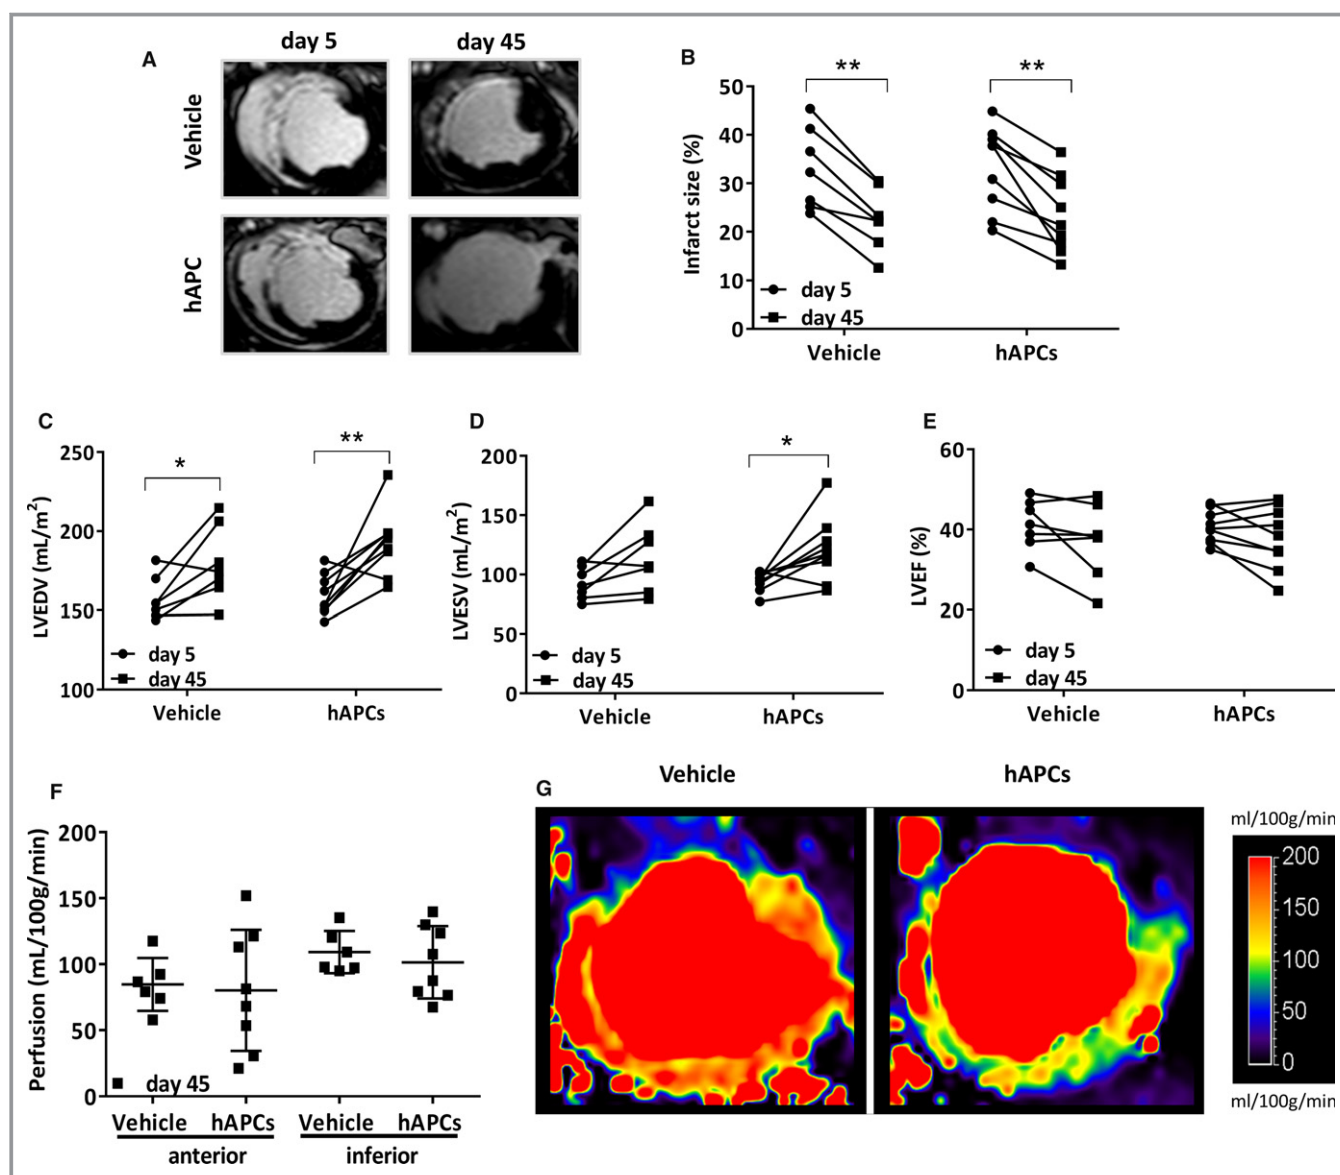 A
day 5
day 45
Vehicle
hAPC
B
Infarct size (%)
50
40
30
20
10
0
**
**
day 5
day 45
Vehicle
hAPCs
C
LVEDV (mL/m²)
250
200
150
100
*
**
day 5
day 45
Vehicle
hAPCs
D
LVESV (mL/m²)
200
150
100
50
0
*
day 5
day 45
Vehicle
hAPCs
E
LVEF (%)
60
40
20
0
day 5
day 45
Vehicle
hAPCs
F
Perfusion (mL/100g/min)
200
150
100
50
0
day 45
Vehicle
hAPCs
Vehicle
hAPCs
anterior
inferior
G
Vehicle
hAPCs
ml/100g/min
200
150
100
50
0
ml/100g/min